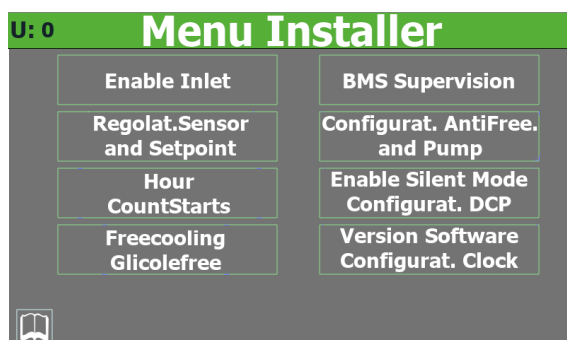 U: 0
Menu Installer
Enable Inlet
BMS Supervision
Regolat.Sensor
and Setpoint
Configurat. AntiFree.
and Pump
Hour
CountStarts
Enable Silent Mode
Configurat. DCP
Freecooling
Glicolefree
Version Software
Configurat. Clock